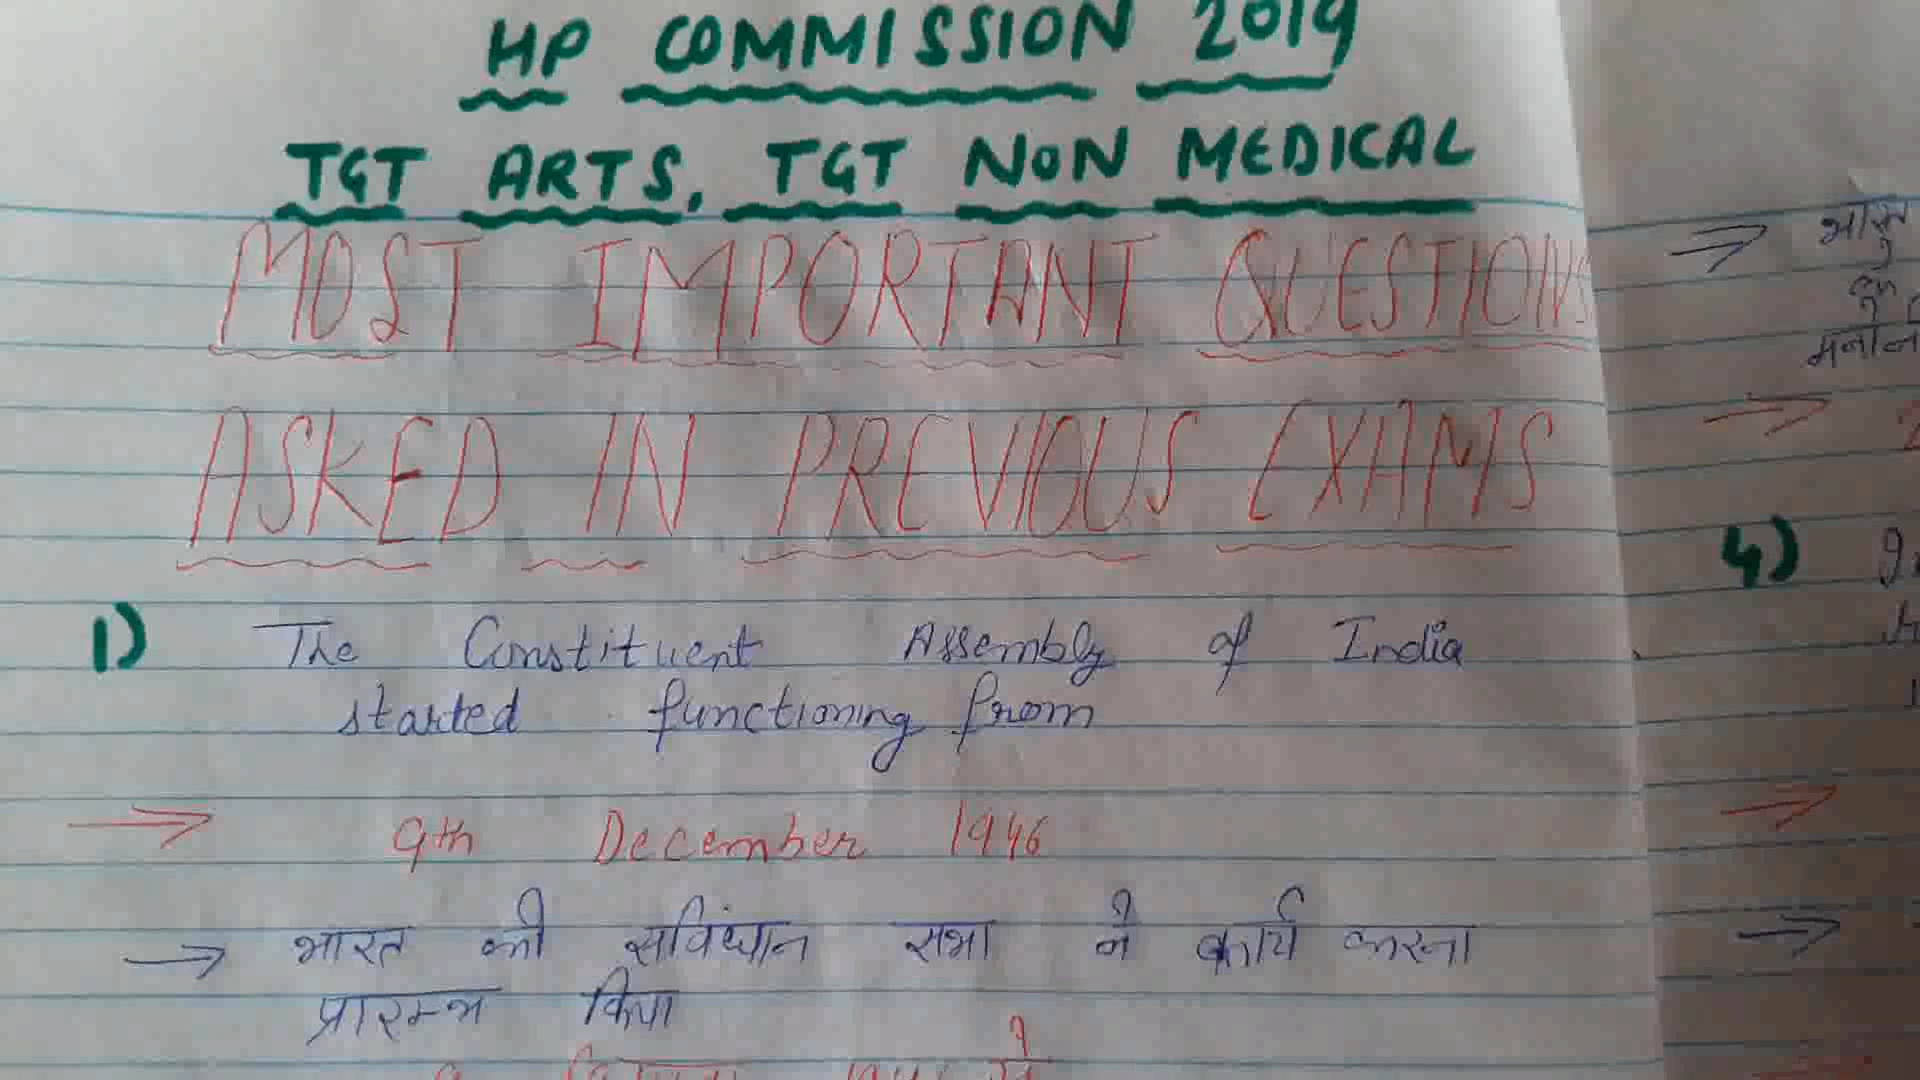 HP COMMISSION 2019
TGT ARTS, TGT NON MEDICAL
MOST IMPORTANT QUESTIONS
ASKED IN PREVIOUS EXAMS
1) The Constituent Assembly of India
started functioning from
⇒ 9th December 1946
→ भारत की सविंधान सभा ने कार्य करना
प्रारम्भ किया
4)